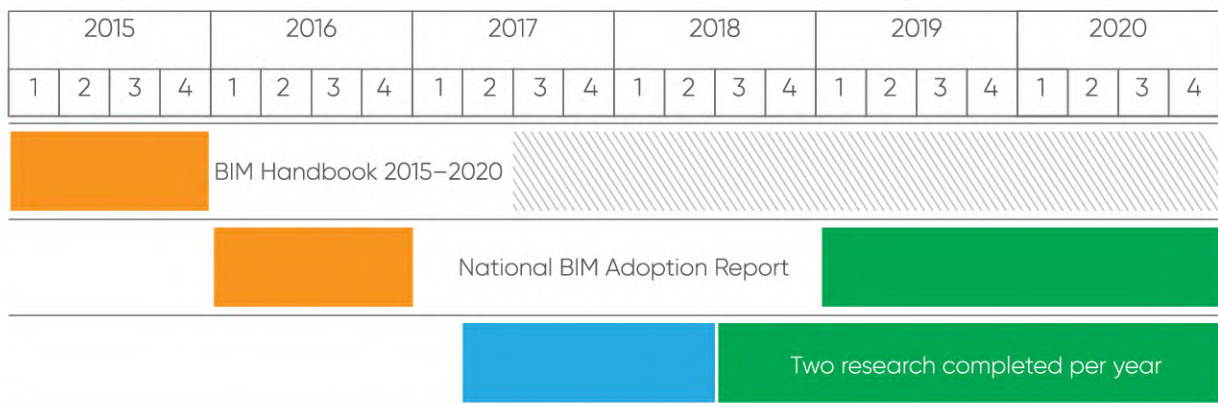 2015 2016 2017 2018 2019 2020
1 2 3 4 1 2 3 4 1 2 3 4 1 2 3 4 1 2 3 4 1 2 3 4
BIM Handbook 2015–2020
National BIM Adoption Report
Two research completed per year